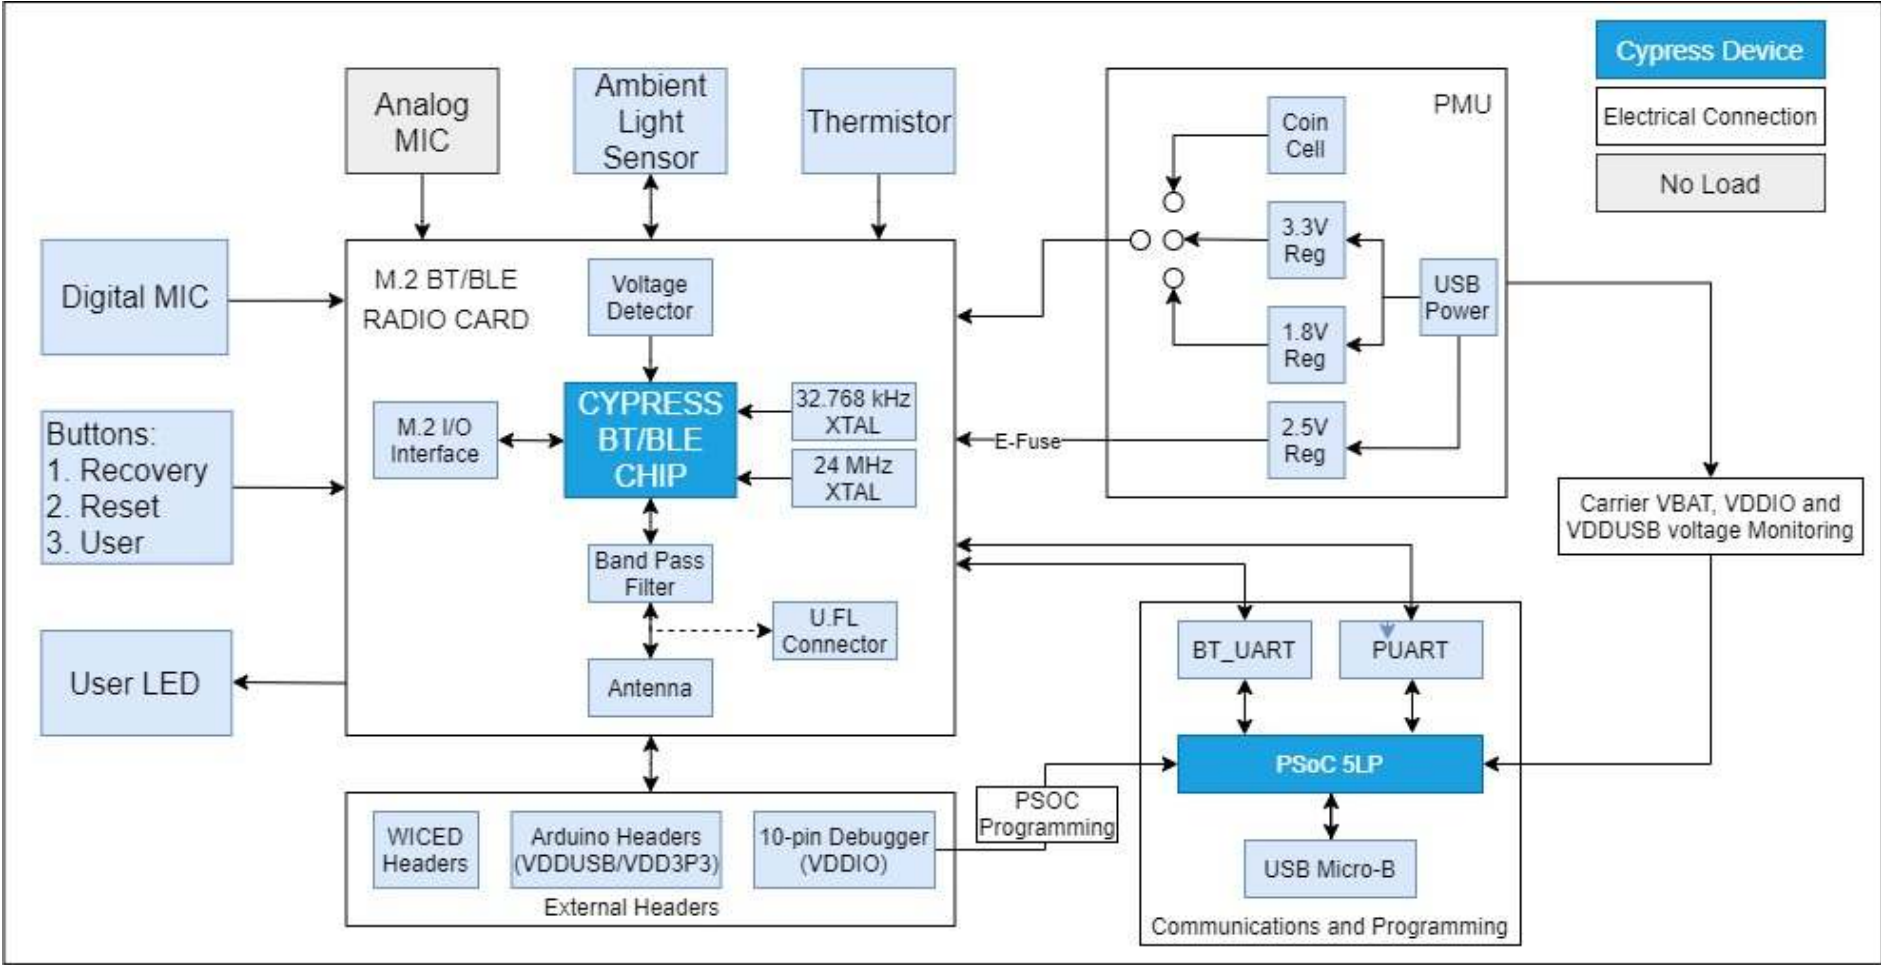 Cypress Device
Electrical Connection
No Load
Analog
MIC
Ambient
Light
Sensor
Thermistor
PMU
Coin
Cell
3.3V
Reg
1.8V
Reg
2.5V
Reg
USB
Power
E-Fuse
Digital MIC
Buttons:
1. Recovery
2. Reset
3. User
User LED
M.2 BT/BLE
RADIO CARD
Voltage
Detector
M.2 I/O
Interface
CYPRESS
BT/BLE
CHIP
32.768 kHz
XTAL
24 MHz
XTAL
Band Pass
Filter
U.FL
Connector
Antenna
Carrier VBAT, VDDIO and
VDDUSB voltage Monitoring
BT_UART
PUART
PSoC 5LP
USB Micro-B
Communications and Programming
PSOC
Programming
WICED
Headers
Arduino Headers
(VDDUSB/VDD3P3)
10-pin Debugger
(VDDIO)
External Headers